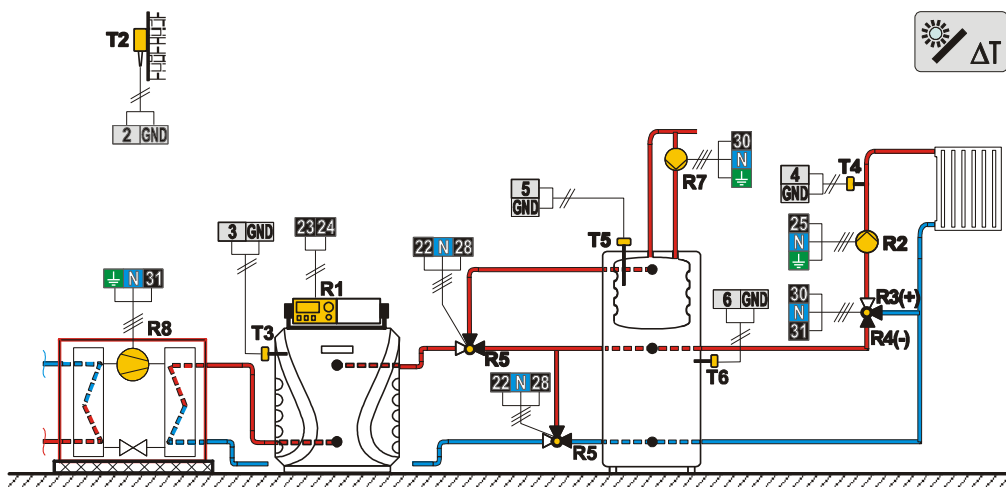 T2
ΔT
2 GND
30
N
R7
4
GND
T4
5
GND
T5
25
N
R2
3 GND
23 24
22 N 28
N 31
R1
R8
T3
6 GND
30
N
31
R3(+)
R4(-)
R5
T6
22 N 28
R5